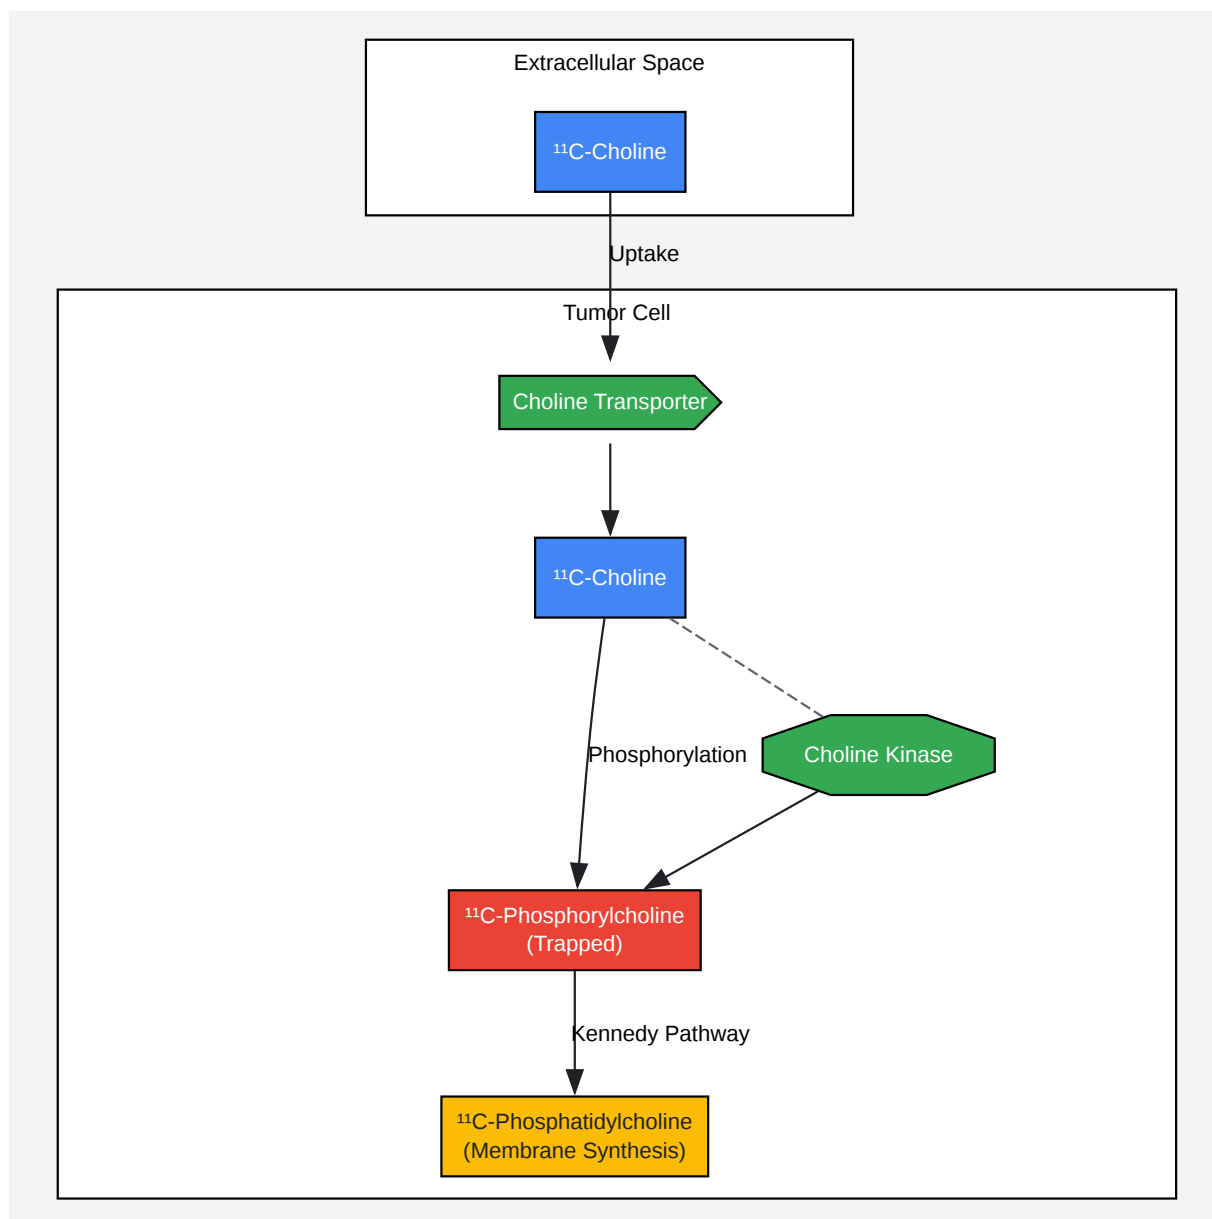 Extracellular Space
¹¹C-Choline
Uptake
Tumor Cell
Choline Transporter
¹¹C-Choline
Phosphorylation
Choline Kinase
¹¹C-Phosphorylcholine
(Trapped)
Kennedy Pathway
¹¹C-Phosphatidylcholine
(Membrane Synthesis)